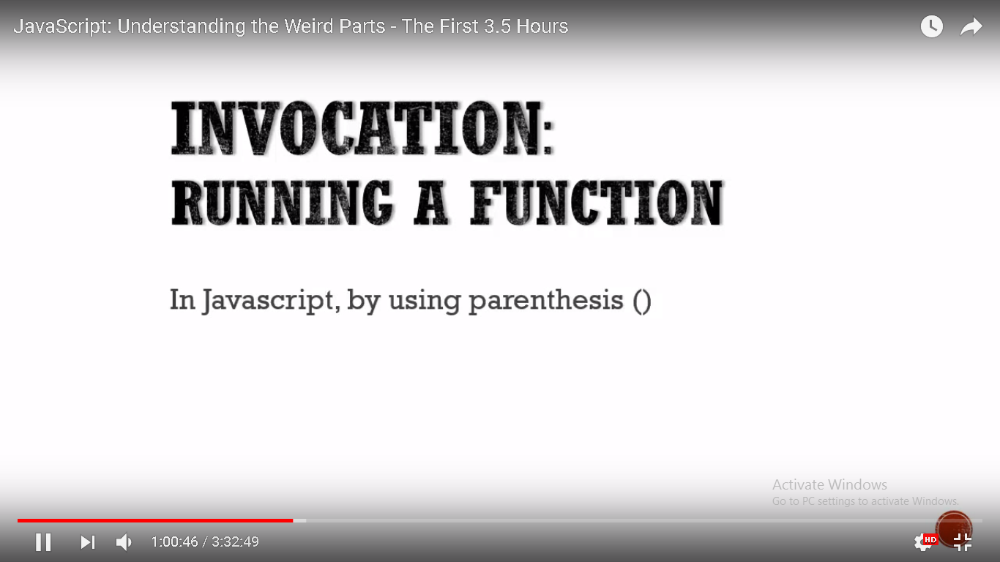 JavaScript: Understanding the Weird Parts - The First 3.5 Hours
INVOCATION:
RUNNING A FUNCTION
In Javascript, by using parenthesis ()
Activate Windows
Go to PC settings to activate Windows.
1:00:46 / 3:32:49
HD